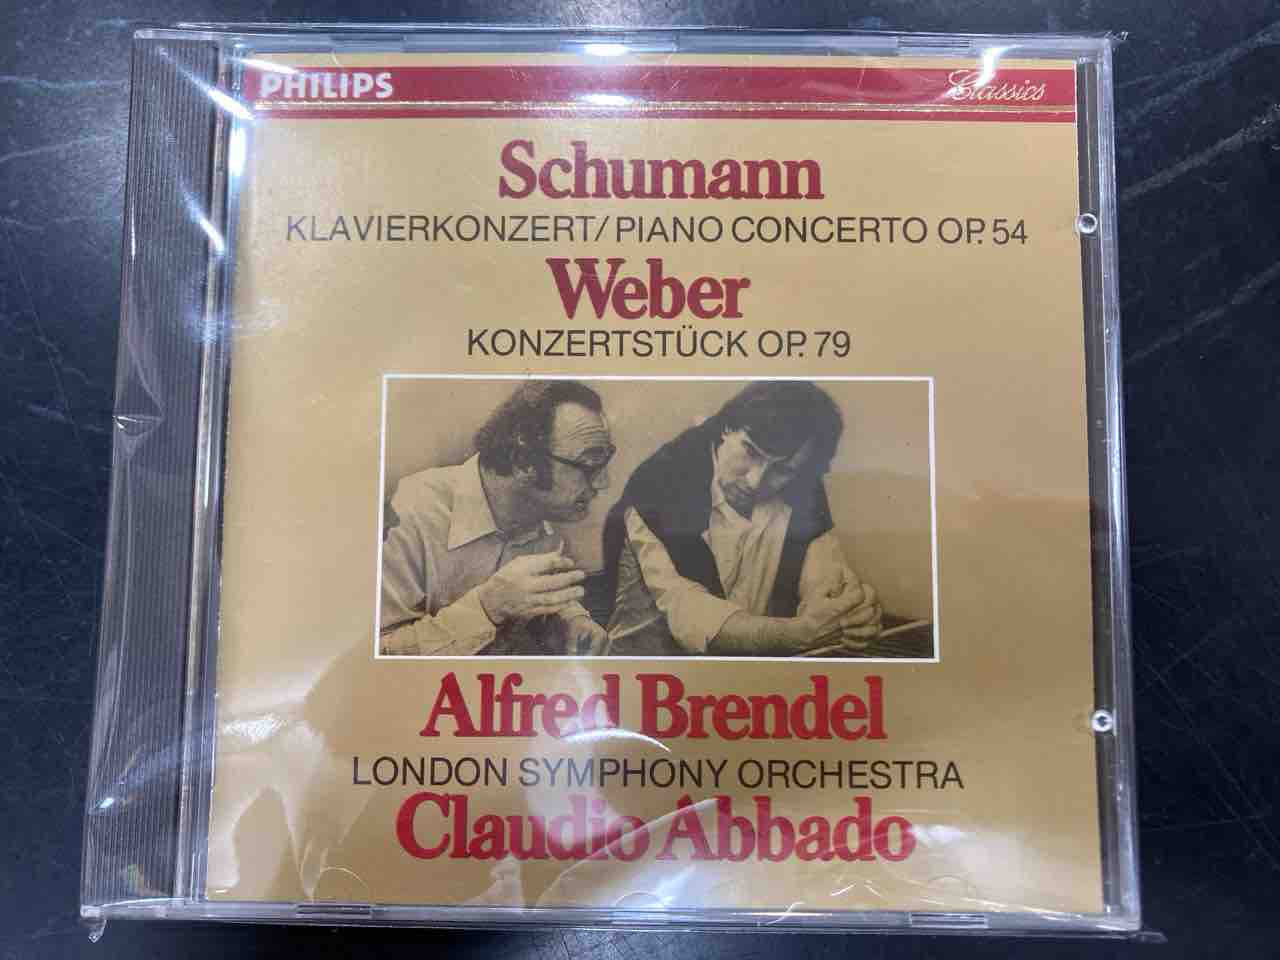 PHILIPS Classics
Schumann
KLAVIERKONZERT/PIANO CONCERTO OP. 54
Weber
KONZERTSTÜCK OP. 79
Alfred Brendel
LONDON SYMPHONY ORCHESTRA
Claudio Abbado